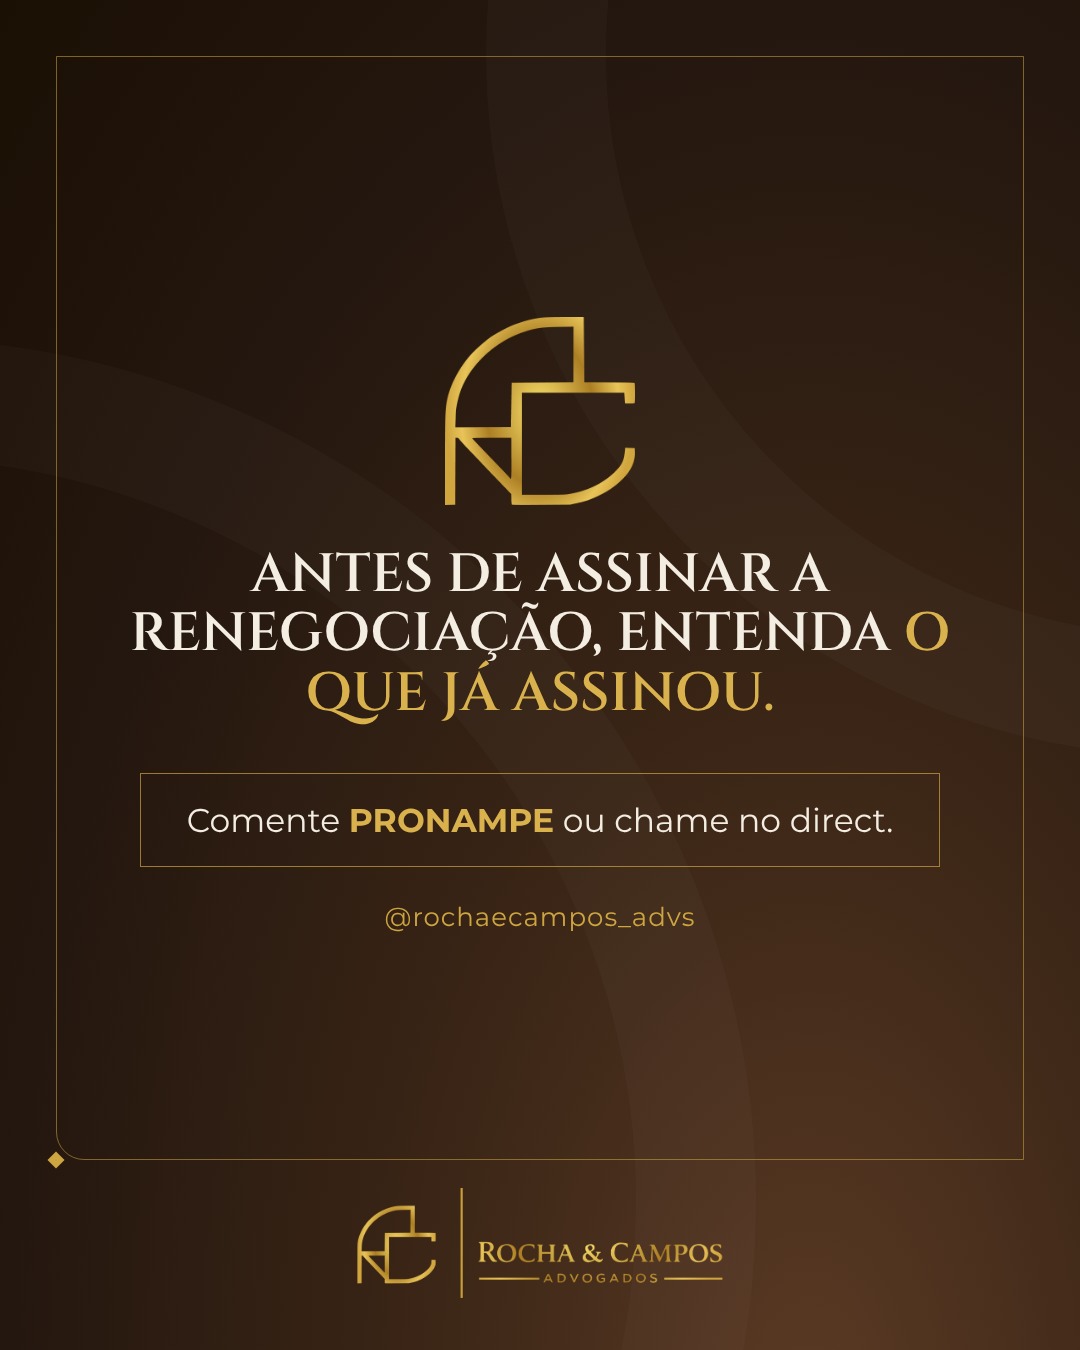 ANTES DE ASSINAR A
RENEGOCIAÇÃO, ENTENDA O
QUE JÁ ASSINOU.
Comente PRONAMPE ou chame no direct.
@rochaecampos_advs
ROCHA & CAMPOS
ADVOGADOS